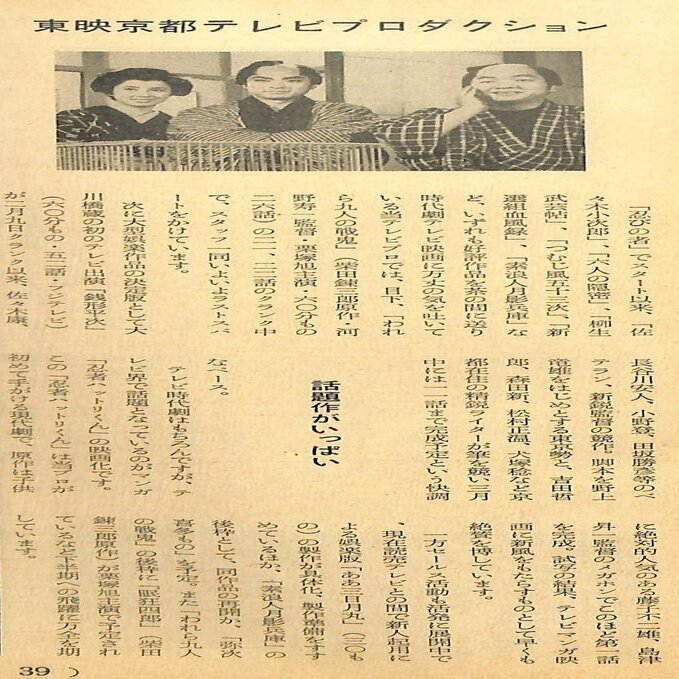 東映京都テレビプロダクション
「忍びの者」でスタート以来、「佐
々木小次郎」、「六人の隠密」、「柳生
武芸帖」、「つむじ風五十三次」、「新
選組血風録」、「素浪人月影兵庫」な
ど、いずれも好評作品を茶の間に送り
時代劇テレビ映画に万丈の気を吐いて
いる当テレビプロでは、目下、「われ
ら九人の戦鬼」（柴田錬三郎原作・河
野寿一監督・栗塚旭主演・六〇分もの
二六話）の二二、二三話のクランク中
で、スタッフ一同いよいよラストスパ
ートをかけています。
次に大型娯楽作品の決定版として大
川橋蔵の初のテレビ出演「銭形平次」
（六〇分もの・五二話・フジテレビ）
が二月九日クランク以来、佐々木康、
長谷川安人、小野登、田坂勝彦等のベ
テラン、新鋭監督の競作。脚本を野上
竜雄をはじめとする東京勢と、吉田哲
郎、森田新、松村正温、犬塚稔など京
都在住の精鋭ライターが筆を競い三月
中には一二話まで完成予定という快調
なペース。
話題作がいっぱい
テレビ時代劇はもちろんですが、テ
レビ界で話題となっているのがマンガ
「忍者ハットリくん」の映画化です。
この「忍者ハットリくん」は当プロが
初めて手がける現代劇で、原作は子供
に絶対的人気のある藤子不二雄、島津
昇一監督のメガホンでこのほど第一話
を完成。試写の結果、テレビマンガ映
画に新風をもたらすものとして早くも
絶賛を博しています。
一方セールス活動も活発に展開中で
、現在読売テレビとの間で新人起用に
よる娯楽版「ああ三日月丸」（三〇も
の）の製作が具体化、製作準備をすす
めているほか、「素浪人月影兵庫」の
後枠として、同作品の再開か、「弥次
喜多もの」を予定。また「われら九人
の戦鬼」の後枠に「眠狂四郎」（柴田
錬三郎原作）が栗塚旭主演で予定され
ているなど下半期への飛躍に万全を期
しています。
39 ）